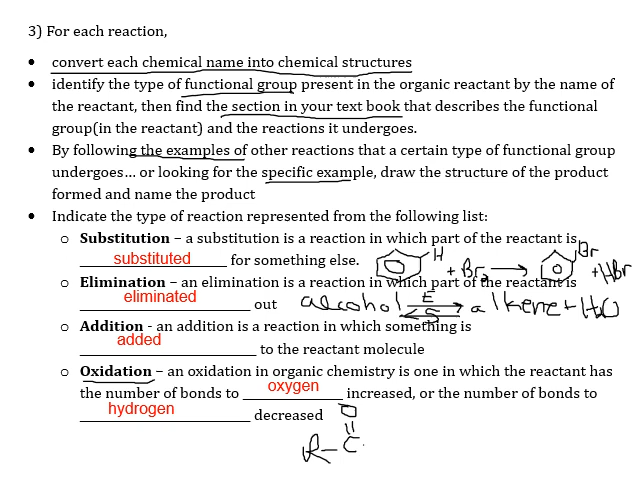 3) For each reaction,
• convert each chemical name into chemical structures
• identify the type of functional group present in the organic reactant by the name of
the reactant, then find the section in your text book that describes the functional
group(in the reactant) and the reactions it undergoes.
• By following the examples of other reactions that a certain type of functional group
undergoes... or looking for the specific example, draw the structure of the product
formed and name the product
• Indicate the type of reaction represented from the following list:
o Substitution – a substitution is a reaction in which part of the reactant is
substituted for something else.
H + Br2 → Br + HBr
o Elimination – an elimination is a reaction in which part of the reactant is
eliminated out
alcohol E alkene + H2O
o Addition - an addition is a reaction in which something is
added to the reactant molecule
o Oxidation – an oxidation in organic chemistry is one in which the reactant has
the number of bonds to oxygen increased, or the number of bonds to
hydrogen decreased
O
R–C